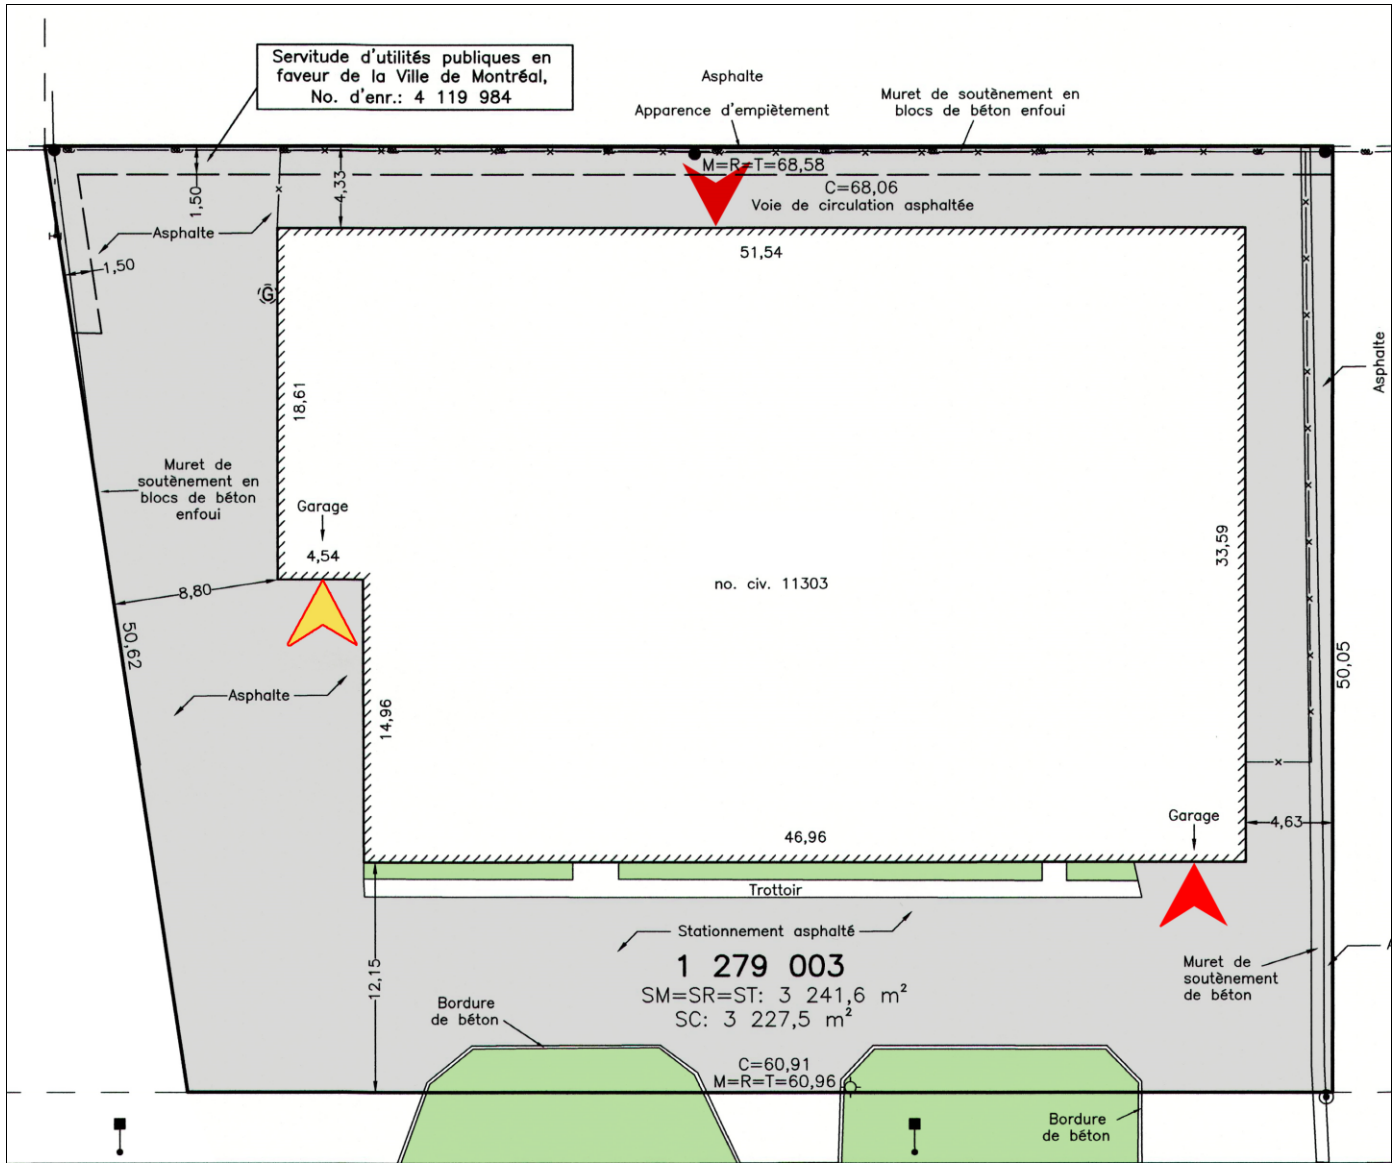 Servitude d'utilités publiques en
faveur de la Ville de Montréal,
No. d'enr.: 4 119 984
Asphalte
Apparence d'empiètement
Muret de soutènement en
blocs de béton enfoui
M=R=T=68,58
C=68,06
Voie de circulation asphaltée
1,50
4,33
Asphalte
51,54
1,50
G
Asphalte
18,61
Muret de
soutènement en
blocs de béton
enfoui
Garage
4,54
33,59
no. civ. 11303
8,80
50,62
50,05
Asphalte
14,96
Garage
4,63
46,96
Trottoir
Stationnement asphalté
1 279 003
SM=SR=ST: 3 241,6 m²
SC: 3 227,5 m²
12,15
Muret de
soutènement
de béton
Bordure
de béton
C=60,91
M=R=T=60,96
Bordure
de béton